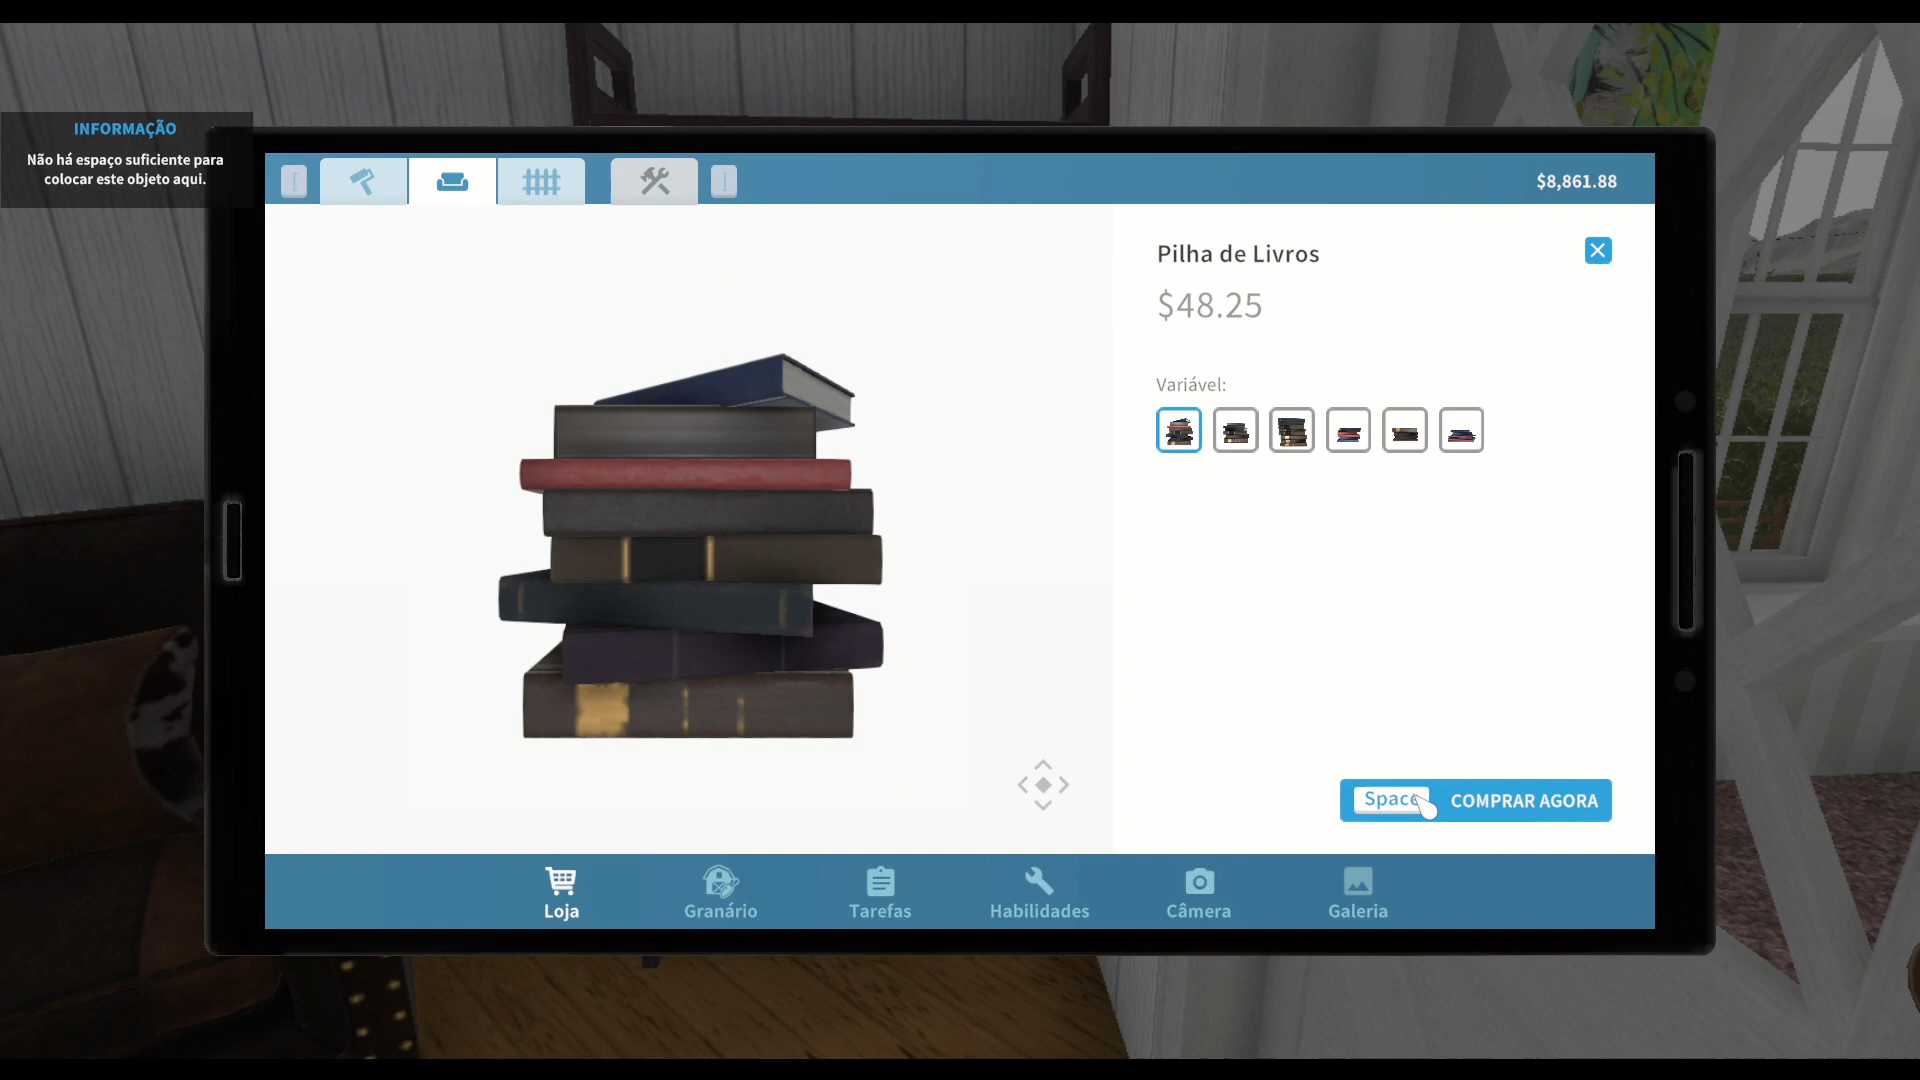 INFORMAÇÃO
Não há espaço suficiente para
colocar este objeto aqui.
[
]
$8,861.88
Pilha de Livros
$48.25
Variável:
Space COMPRAR AGORA
Loja
Granário
Tarefas
Habilidades
Câmera
Galeria